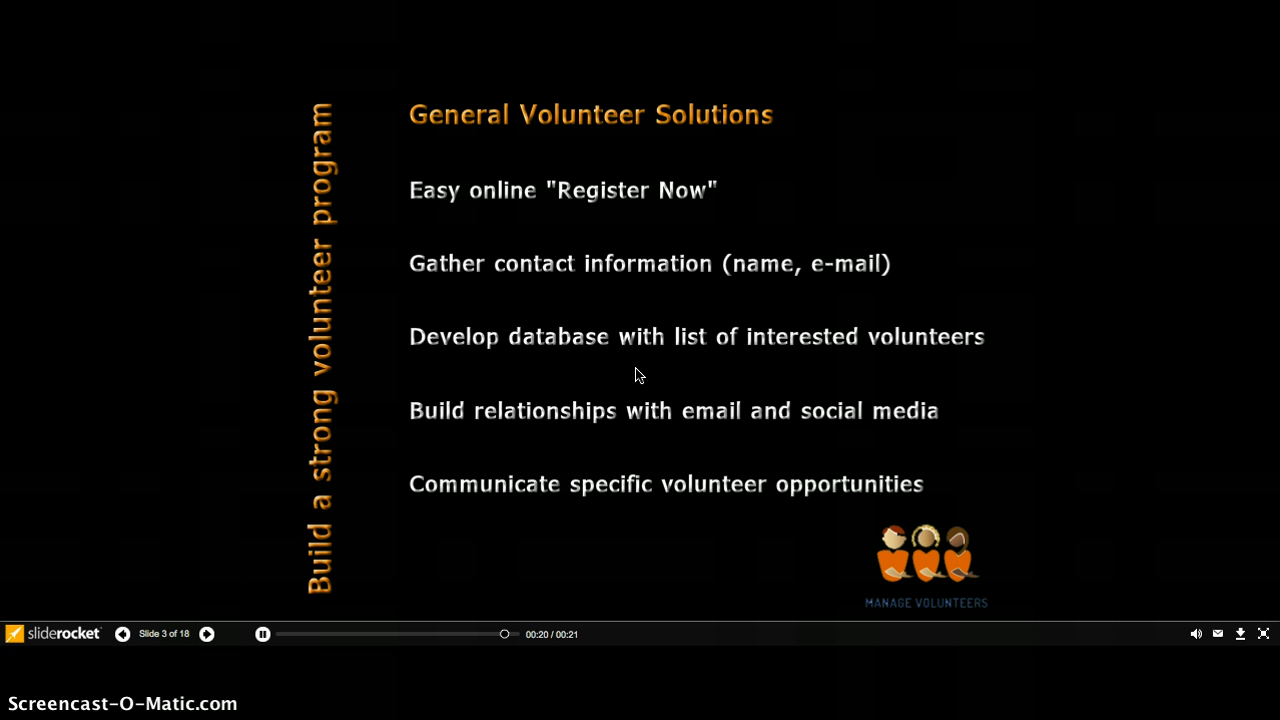 Build a strong volunteer program
General Volunteer Solutions
Easy online "Register Now"
Gather contact information (name, e-mail)
Develop database with list of interested volunteers
Build relationships with email and social media
Communicate specific volunteer opportunities
MANAGE VOLUNTEERS
sliderocket
Slide 3 of 18
00:20 / 00:21
Screencast-O-Matic.com